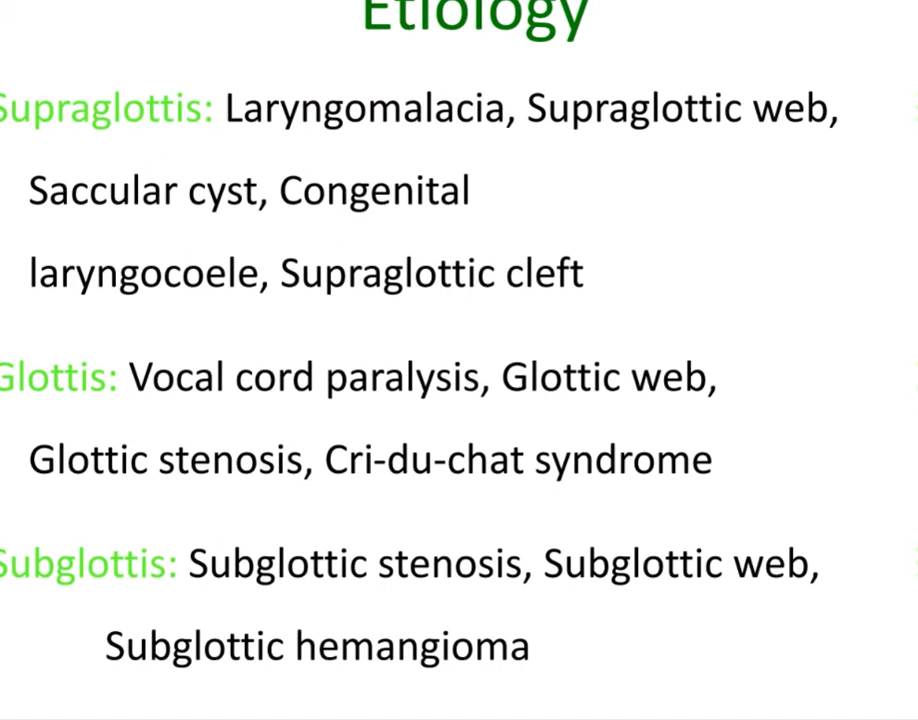 Etiology
Supraglottis: Laryngomalacia, Supraglottic web,
Saccular cyst, Congenital
laryngocoele, Supraglottic cleft
Glottis: Vocal cord paralysis, Glottic web,
Glottic stenosis, Cri-du-chat syndrome
Subglottis: Subglottic stenosis, Subglottic web,
Subglottic hemangioma